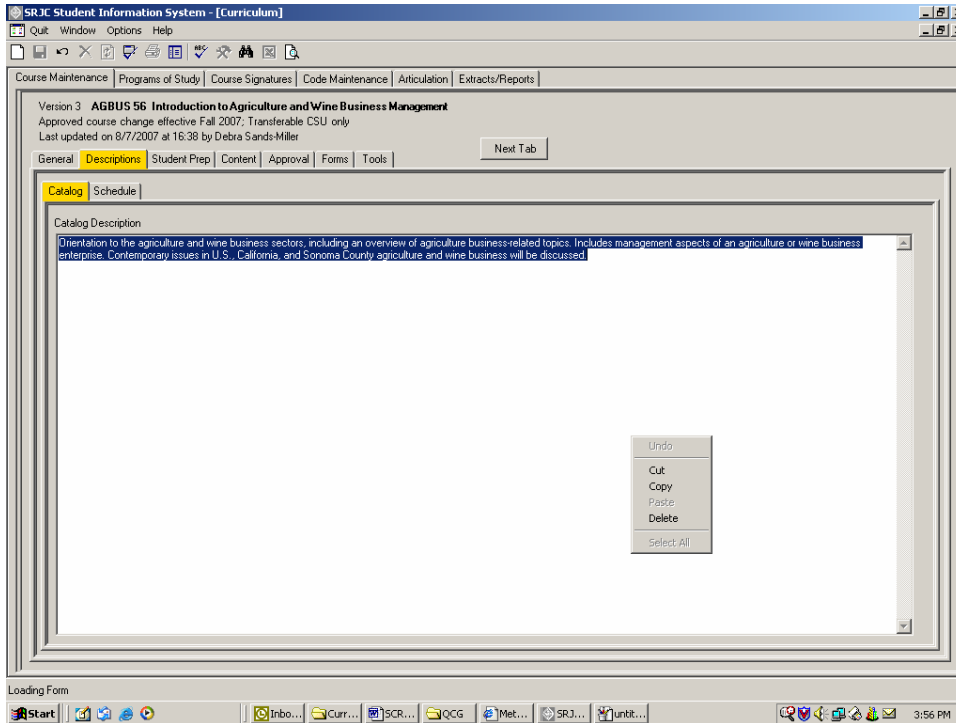 SRJC Student Information System - [Curriculum]
Quit Window Options Help
Course Maintenance Programs of Study Course Signatures Code Maintenance Articulation Extracts/Reports
Version 3 AGBUS 56 Introduction to Agriculture and Wine Business Management
Approved course change effective Fall 2007; Transferable CSU only
Last updated on 8/7/2007 at 16:38 by Debra Sands-Miller
Next Tab
General Descriptions Student Prep Content Approval Forms Tools
Catalog Schedule
Catalog Description
Orientation to the agriculture and wine business sectors, including an overview of agriculture business-related topics. Includes management aspects of an agriculture or wine business
enterprise. Contemporary issues in U.S., California, and Sonoma County agriculture and wine business will be discussed.
Undo
Cut
Copy
Paste
Delete
Select All
Loading Form
Start Inbo... Curr... SCR... QCG Met... SRJ... untit... 3:56 PM